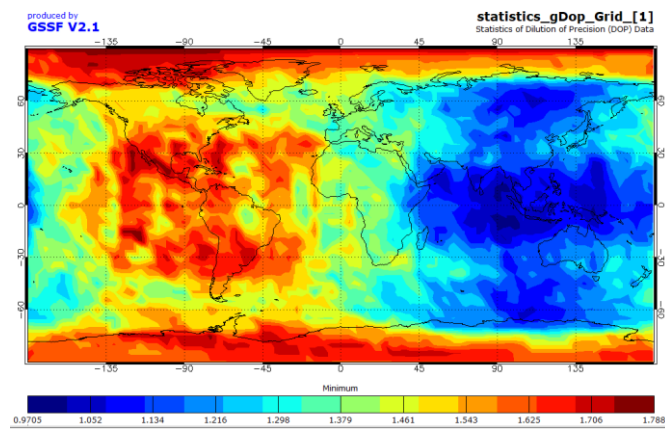 produced by
GSSF V2.1
statistics_gDop_Grid_[1]
Statistics of Dilution of Precision (DOP) Data
-135 -90 -45 0 45 90 135
60 60
30 30
0 0
-30 -30
-60 -60
-135 -90 -45 0 45 90 135
Minimum
0.9705 1.052 1.134 1.216 1.298 1.379 1.461 1.543 1.625 1.706 1.788